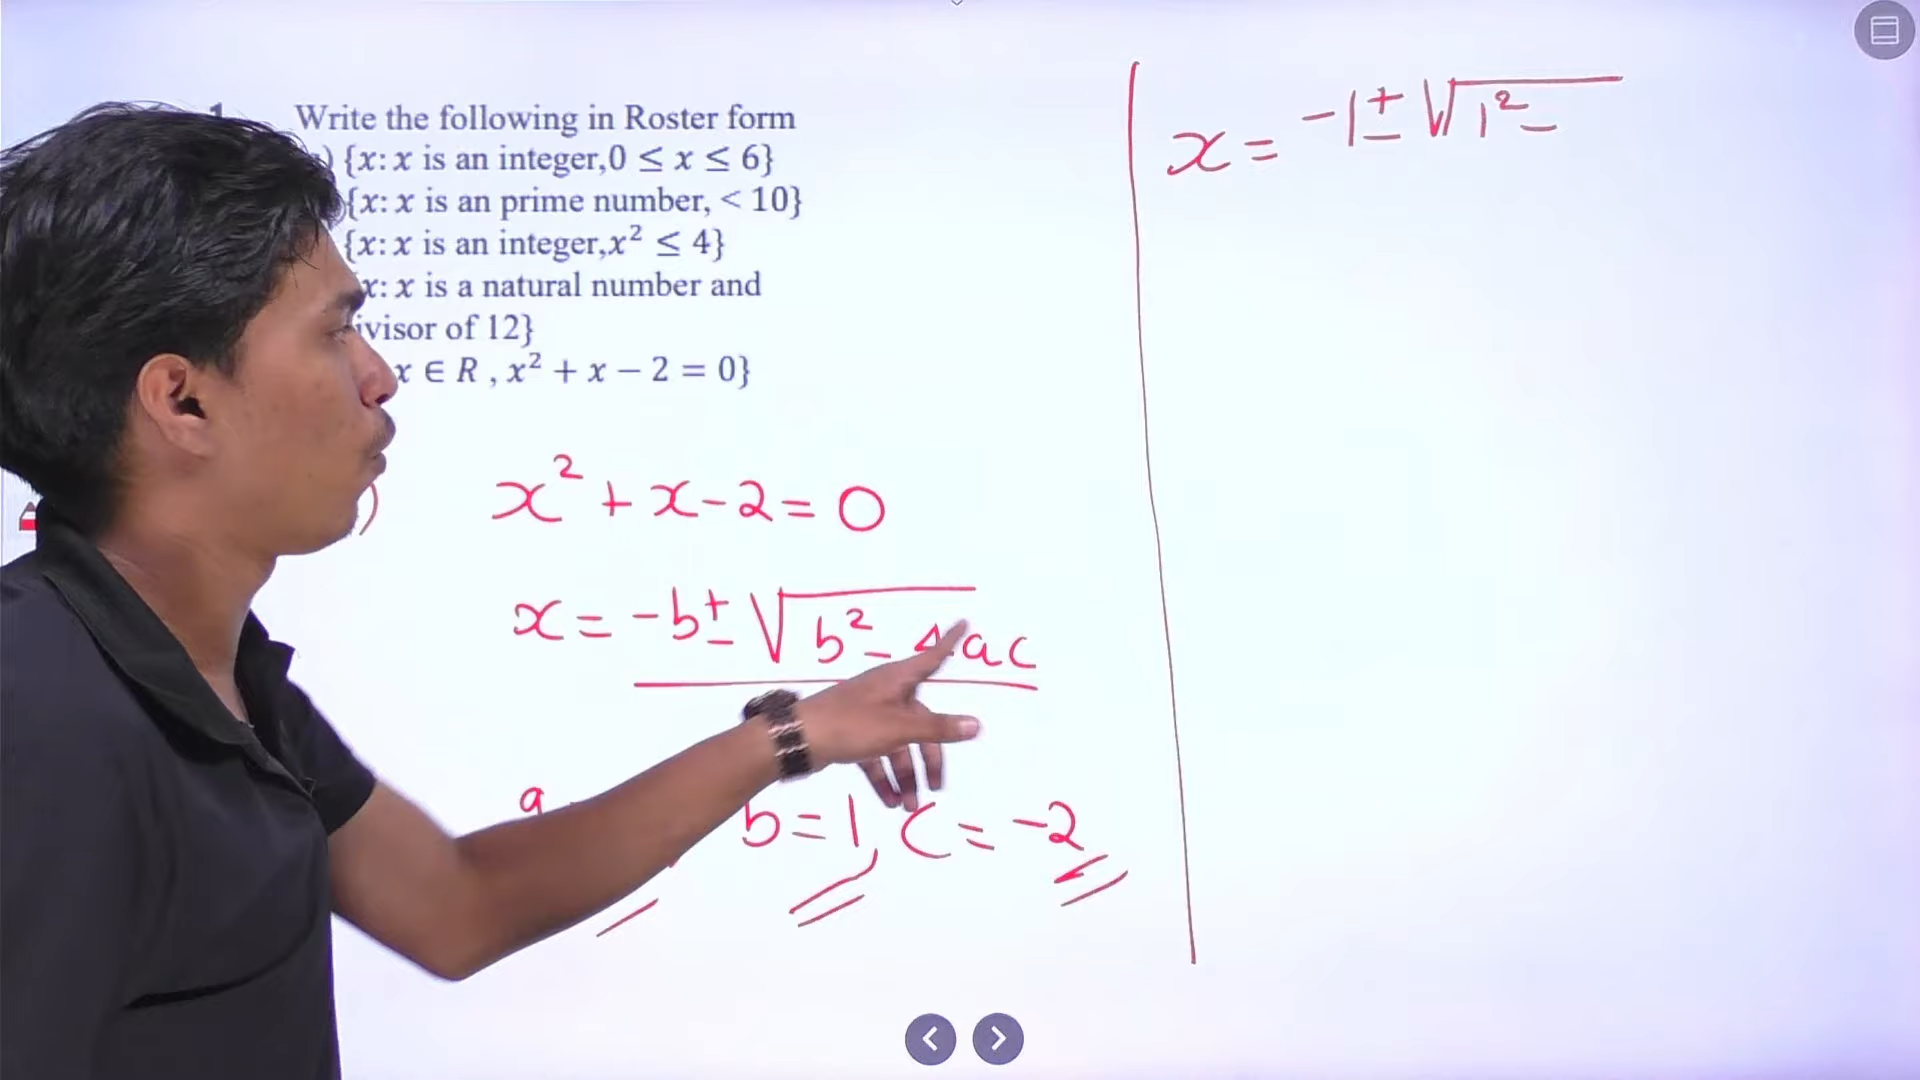 Write the following in Roster form
) {x: x is an integer,0 ≤ x ≤ 6}
{x: x is an prime number, < 10}
{x: x is an integer,x² ≤ 4}
x: x is a natural number and
ivisor of 12}
x ∈ R , x² + x − 2 = 0}
) x² + x - 2 = 0
x = -b ± √b² - 4ac
a b = 1, c = -2
x = -1 ± √1² -